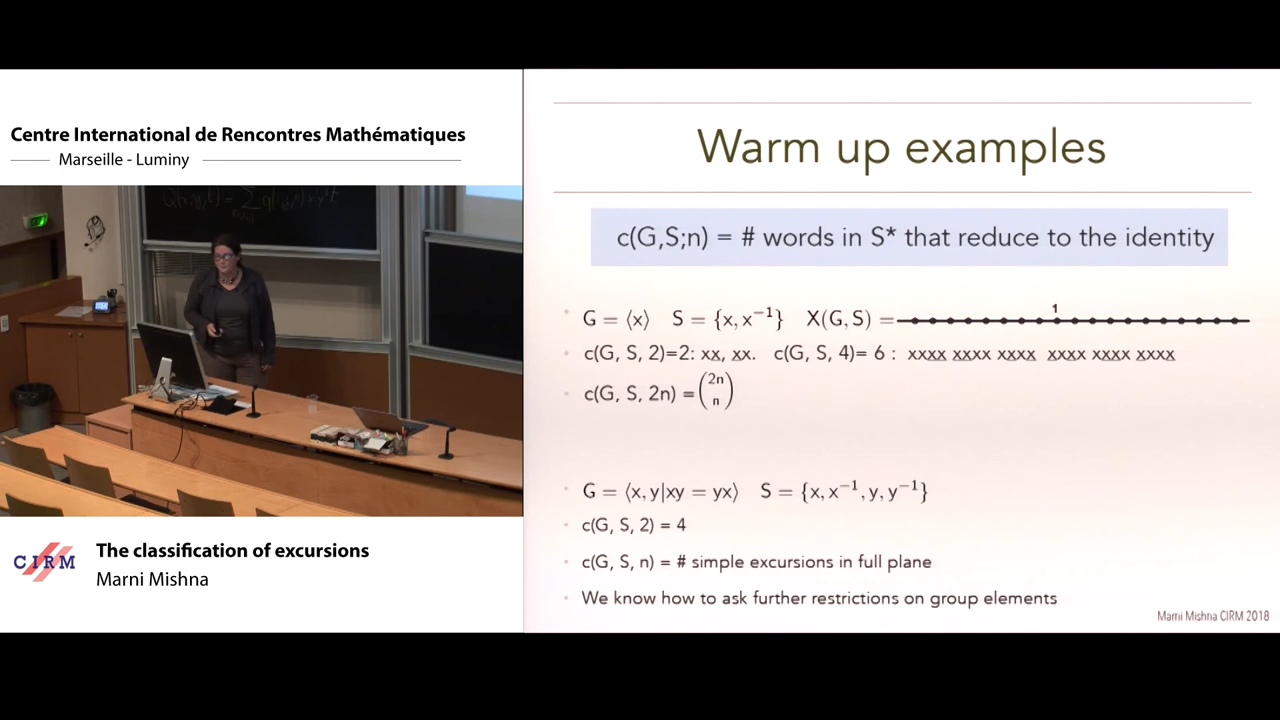 Centre International de Rencontres Mathématiques
Marseille - Luminy
CIRM
The classification of excursions
Marni Mishna
Warm up examples
c(G,S;n) = # words in S* that reduce to the identity
G = ⟨x⟩ S = {x, x⁻¹} X(G, S) =
1
c(G, S, 2)=2: xx, xx. c(G, S, 4)= 6 : xxxx xxxx xxxx xxxx xxxx xxxx
c(G, S, 2n) = (2n n)
G = ⟨x, y|xy = yx⟩ S = {x, x⁻¹, y, y⁻¹}
c(G, S, 2) = 4
c(G, S, n) = # simple excursions in full plane
We know how to ask further restrictions on group elements
Marni Mishna CIRM 2018